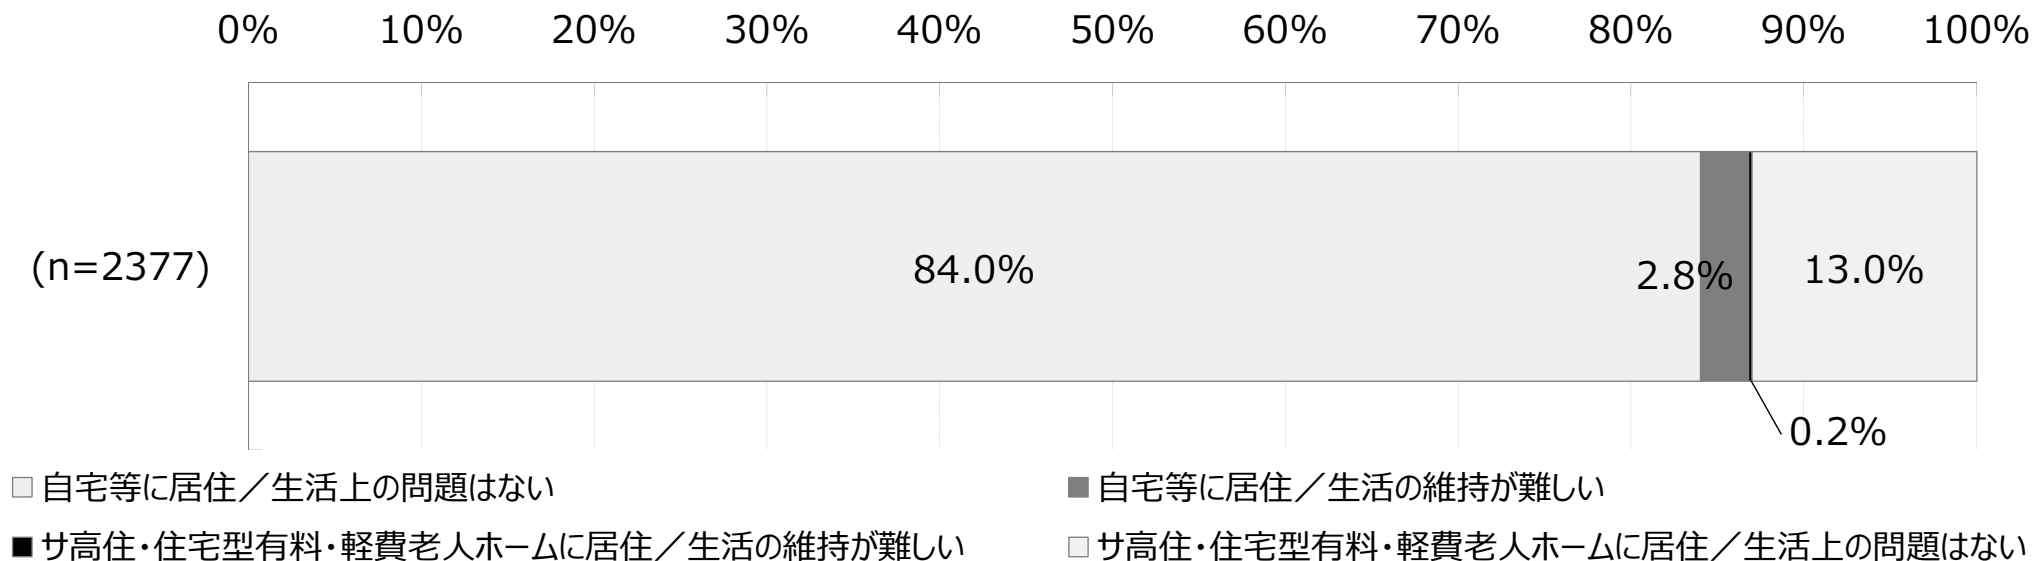 0% 10% 20% 30% 40% 50% 60% 70% 80% 90% 100%
(n=2377) 84.0% 2.8% 13.0%
0.2%
自宅等に居住／生活上の問題はない 自宅等に居住／生活の維持が難しい
サ高住・住宅型有料・軽費老人ホームに居住／生活の維持が難しい サ高住・住宅型有料・軽費老人ホームに居住／生活上の問題はない